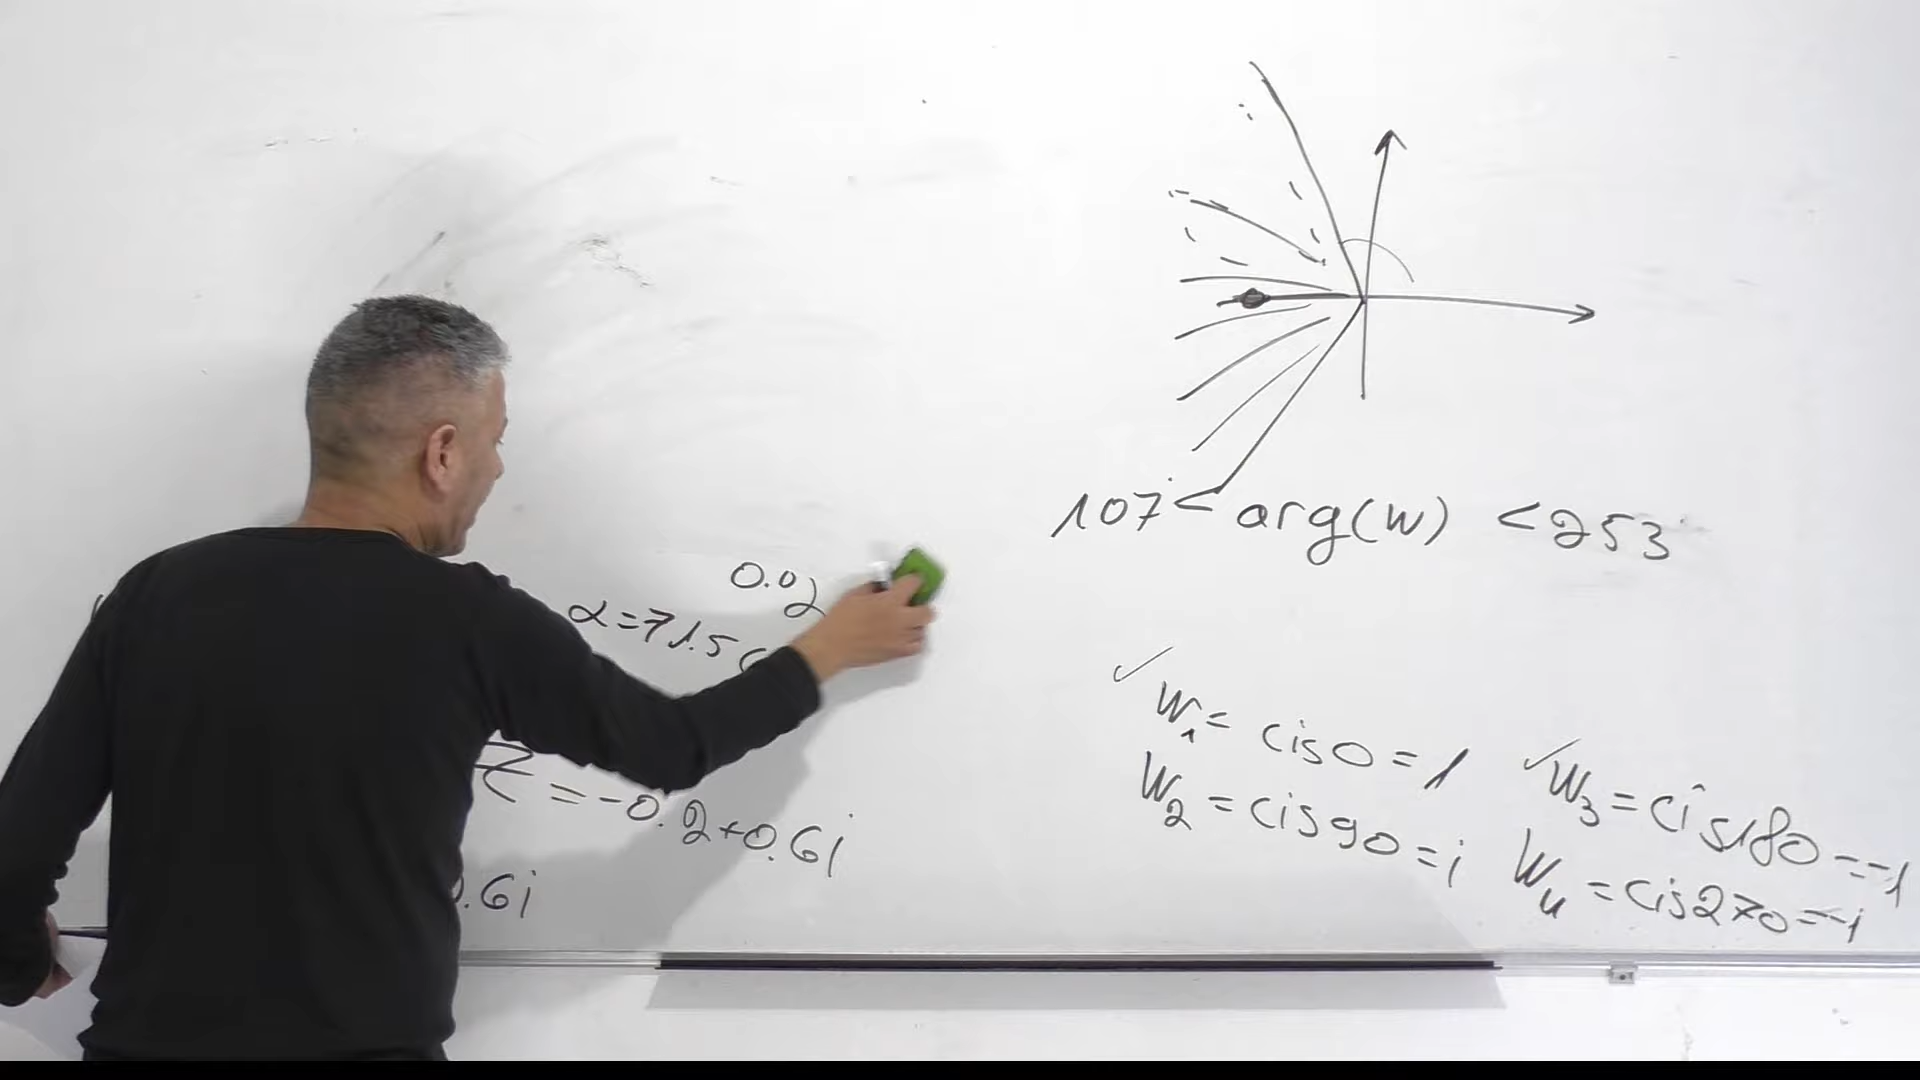 107° < arg(w) < 253°
0.02
α=71.5
z = -0.2+0.6i
.6i
✓ W₁ = cis0 = 1
W₂ = cis90 = i
✓ W₃ = cis180 = -1
W₄ = cis270 = -i